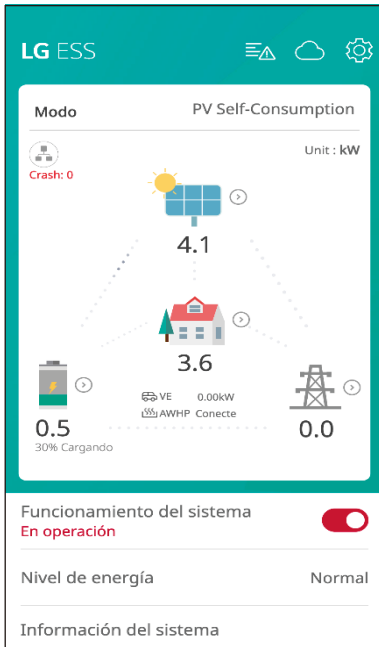 LG ESS
Modo PV Self-Consumption
Unit : kW
Crash: 0
4.1
3.6
VE 0.00kW
AWHP Conecte
0.5
30% Cargando
0.0
Funcionamiento del sistema
En operación
Nivel de energía Normal
Información del sistema